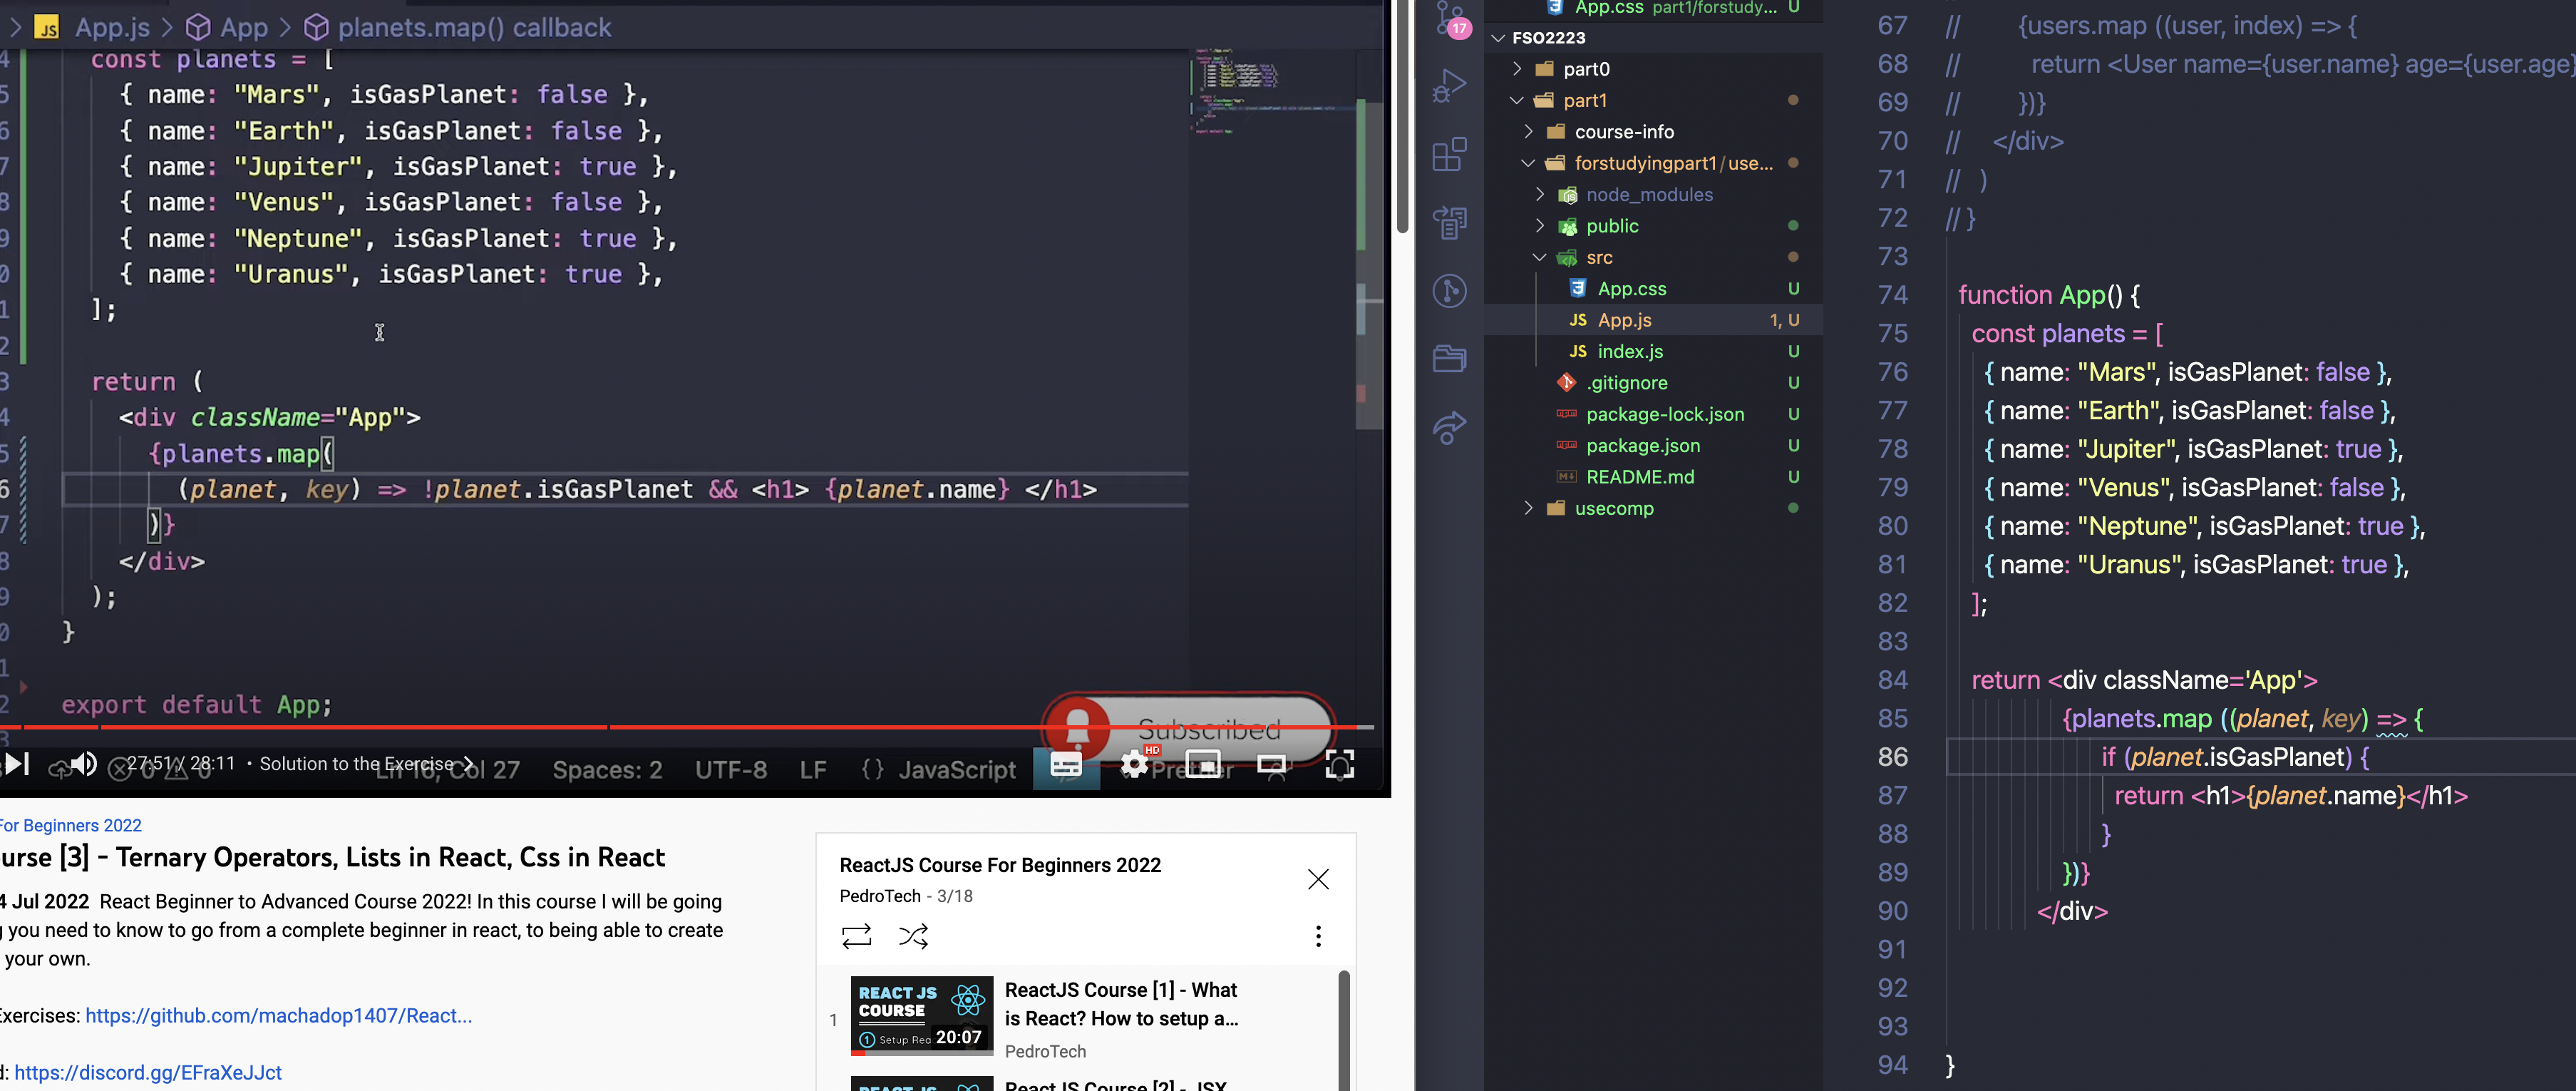 JS App.js > App > planets.map() callback
4 const planets = [
5 { name: "Mars", isGasPlanet: false },
6 { name: "Earth", isGasPlanet: false },
7 { name: "Jupiter", isGasPlanet: true },
8 { name: "Venus", isGasPlanet: false },
9 { name: "Neptune", isGasPlanet: true },
0 { name: "Uranus", isGasPlanet: true },
1 ];
2
3 return (
4 <div className="App">
5 {planets.map(
6 (planet, key) => !planet.isGasPlanet && <h1> {planet.name} </h1>
7 )}
8 </div>
9 );
0 }
1
2 export default App;
3
Subscribed
27:51 / 28:11 • Solution to the Exercise >
Col 27 Spaces: 2 UTF-8 LF {} JavaScript
HD
For Beginners 2022
urse [3] - Ternary Operators, Lists in React, Css in React
4 Jul 2022 React Beginner to Advanced Course 2022! In this course I will be going
you need to know to go from a complete beginner in react, to being able to create
your own.
Exercises: https://github.com/machadop1407/React...
d: https://discord.gg/EFraXeJJct
ReactJS Course For Beginners 2022
PedroTech - 3/18
1
REACT JS
COURSE
1 Setup Rea
20:07
ReactJS Course [1] - What
is React? How to setup a...
PedroTech
ReactJS Course [2] - JSX,
17
App.css part1/forstudy... U
FSO2223
part0
part1
course-info
forstudyingpart1/use...
node_modules
public
src
App.css U
JS App.js 1, U
JS index.js U
.gitignore U
package-lock.json U
package.json U
README.md U
usecomp
67 // {users.map ((user, index) => {
68 // return <User name={user.name} age={user.age}
69 // })}
70 // </div>
71 // )
72 // }
73
74 function App() {
75 const planets = [
76 { name: "Mars", isGasPlanet: false },
77 { name: "Earth", isGasPlanet: false },
78 { name: "Jupiter", isGasPlanet: true },
79 { name: "Venus", isGasPlanet: false },
80 { name: "Neptune", isGasPlanet: true },
81 { name: "Uranus", isGasPlanet: true },
82 ];
83
84 return <div className='App'>
85 {planets.map ((planet, key) => {
86 if (planet.isGasPlanet) {
87 return <h1>{planet.name}</h1>
88 }
89 })}
90 </div>
91
92
93
94 }